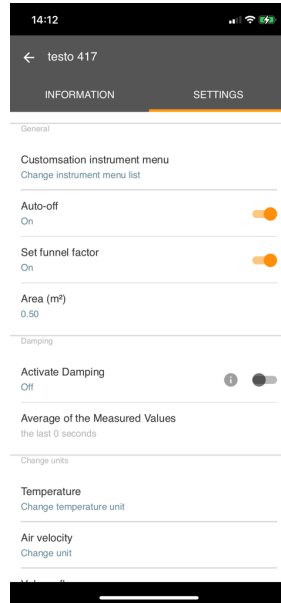 14:12
testo 417
INFORMATION
SETTINGS
General
Customsation instrument menu
Change instrument menu list
Auto-off
On
Set funnel factor
On
Area (m²)
0.50
Damping
Activate Damping
Off
Average of the Measured Values
the last 0 seconds
Change units
Temperature
Change temperature unit
Air velocity
Change unit